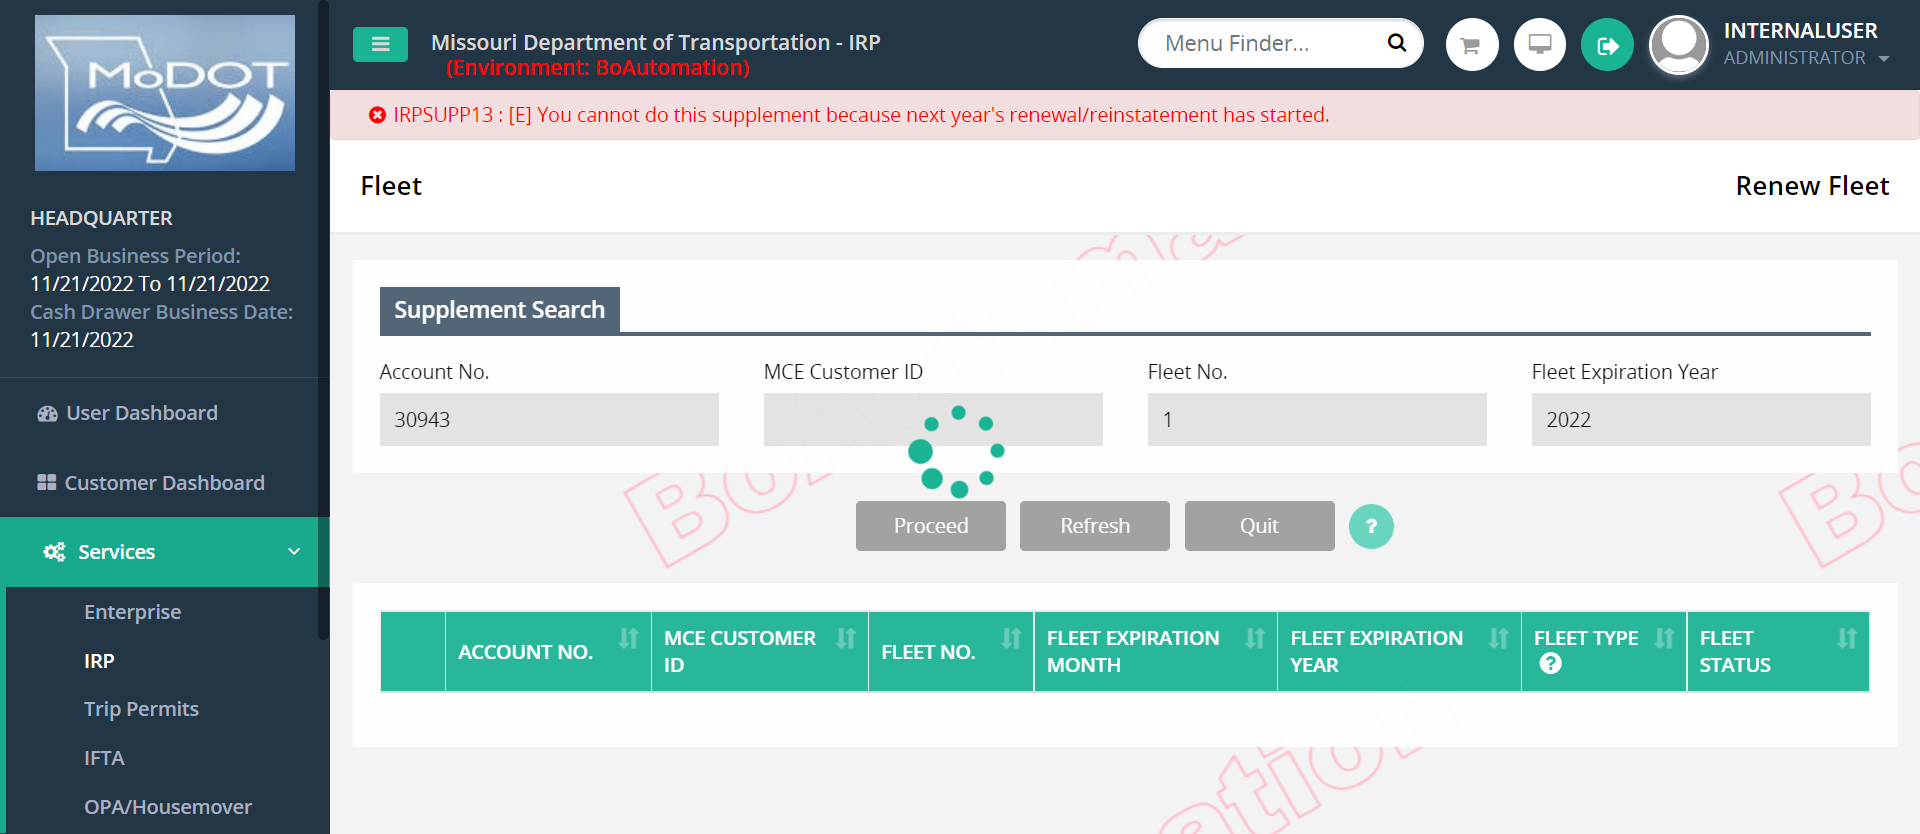 MoDOT
Missouri Department of Transportation - IRP
(Environment: BoAutomation)
Menu Finder...
INTERNALUSER
ADMINISTRATOR
IRPSUPP13 : [E] You cannot do this supplement because next year's renewal/reinstatement has started.
Fleet
Renew Fleet
HEADQUARTER
Open Business Period:
11/21/2022 To 11/21/2022
Cash Drawer Business Date:
11/21/2022
User Dashboard
Customer Dashboard
Services
Enterprise
IRP
Trip Permits
IFTA
OPA/Housemover
Supplement Search
Account No.
MCE Customer ID
Fleet No.
Fleet Expiration Year
30943
1
2022
Proceed
Refresh
Quit
?
ACCOUNT NO.
MCE CUSTOMER
ID
FLEET NO.
FLEET EXPIRATION
MONTH
FLEET EXPIRATION
YEAR
FLEET TYPE
?
FLEET
STATUS
BoAutomation
Bo
ation